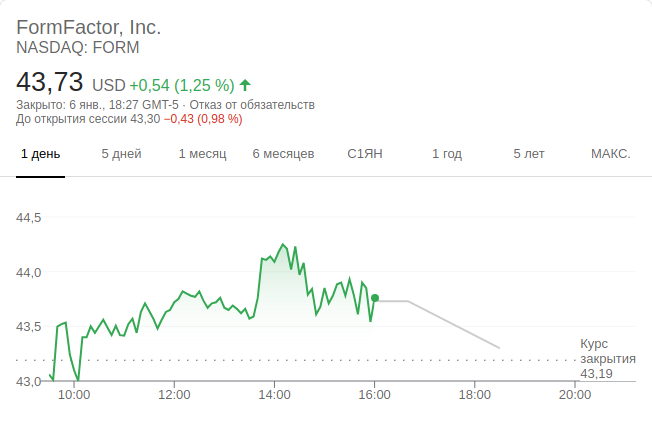 FormFactor, Inc.
NASDAQ: FORM
43,73 USD +0,54 (1,25 %)
Закрыто: 6 янв., 18:27 GMT-5 · Отказ от обязательств
До открытия сессии 43,30 −0,43 (0,98 %)
1 день 5 дней 1 месяц 6 месяцев С1ЯН 1 год 5 лет МАКС.
44,5
44,0
43,5
43,0
Курс
закрытия
43,19
10:00 12:00 14:00 16:00 18:00 20:00